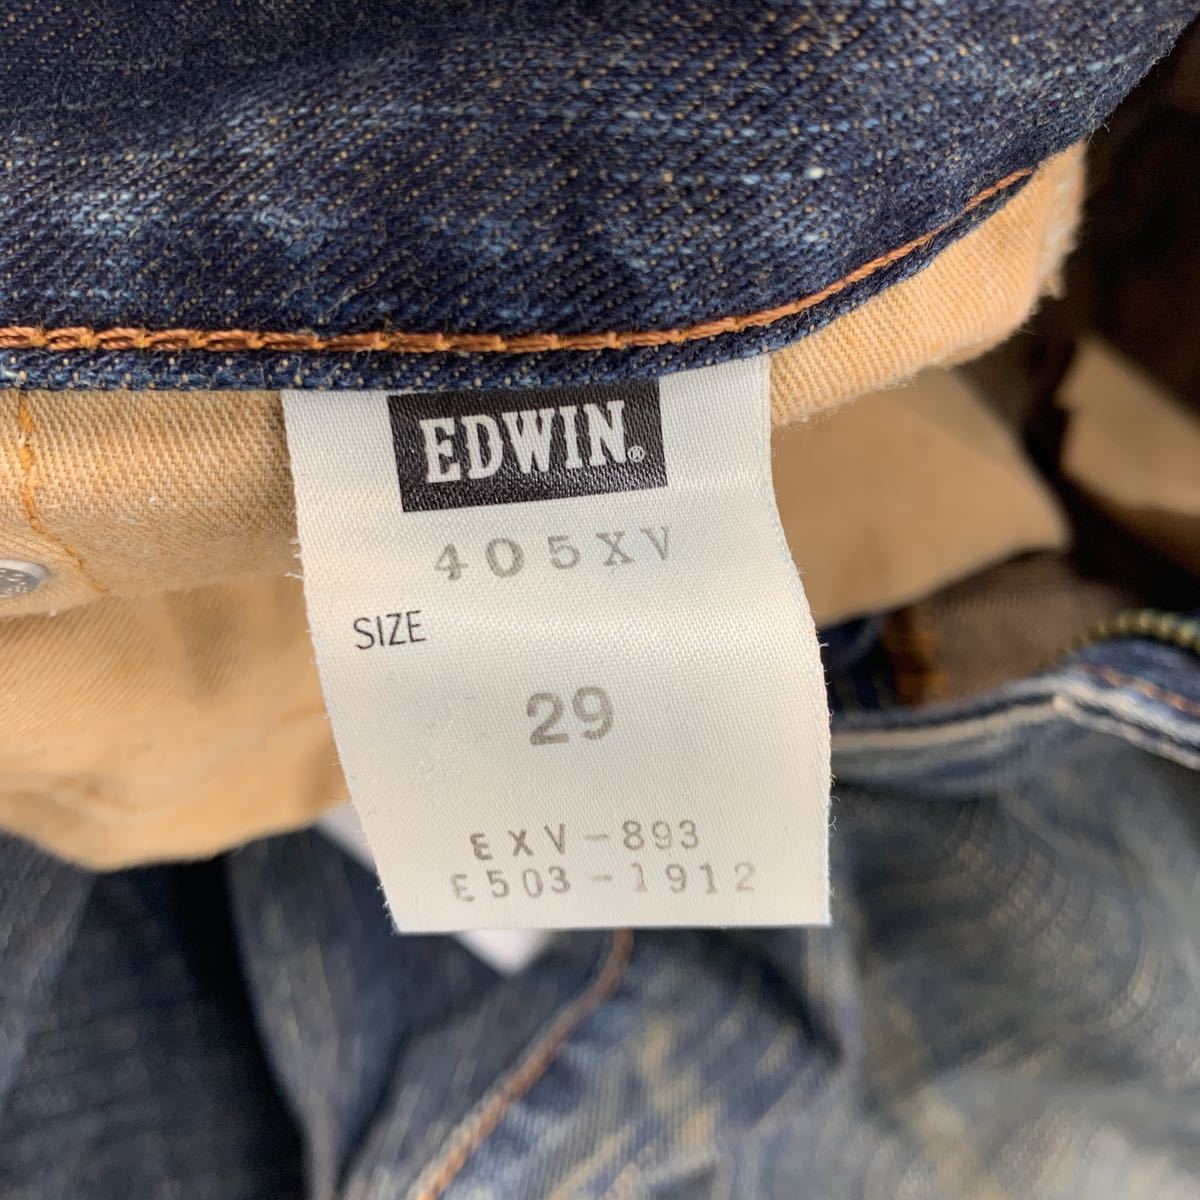 EDWIN®
405XV
SIZE
29
EXV-893
E503-1912